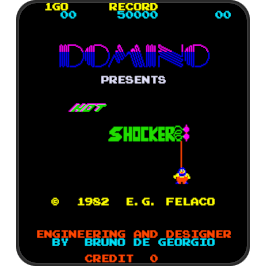 1GO RECORD
00 50000 00
DOMINO
PRESENTS
HOT
SHOCKER
© 1982 E.G. FELACO
ENGINEERING AND DESIGNER
BY BRUNO DE GEORGIO
CREDIT 0